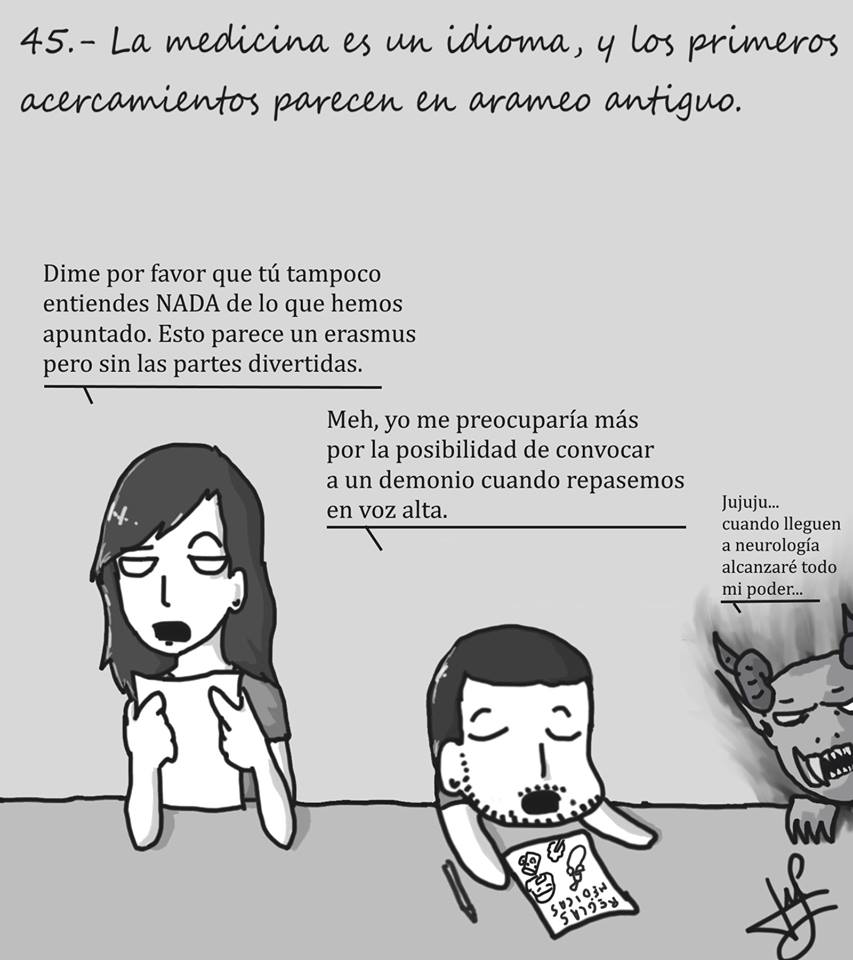 45.- La medicina es un idioma, y los primeros
acercamientos parecen en arameo antiguo.
Dime por favor que tú tampoco
entiendes NADA de lo que hemos
apuntado. Esto parece un erasmus
pero sin las partes divertidas.
Meh, yo me preocuparía más
por la posibilidad de convocar
a un demonio cuando repasemos
en voz alta.
Jujuju...
cuando lleguen
a neurología
alcanzaré todo
mi poder...
REGLAS
MÉDICAS